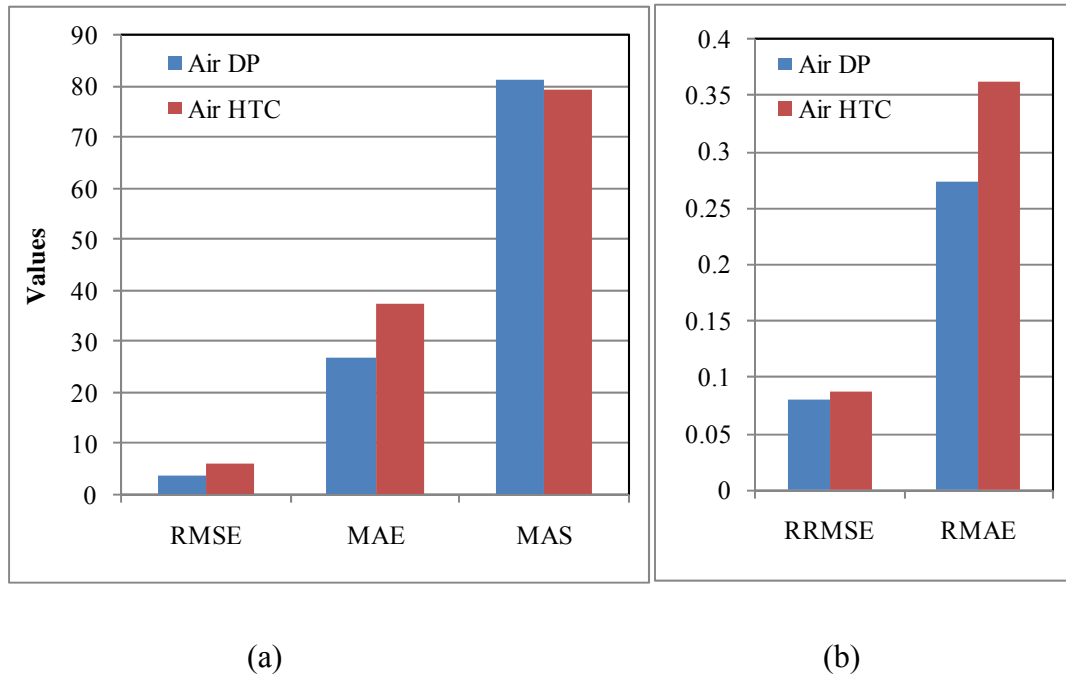 90
80
70
60
50
40
30
20
10
0
Values
Air DP
Air HTC
RMSE MAE MAS
0.4
0.35
0.3
0.25
0.2
0.15
0.1
0.05
0
Air DP
Air HTC
RRMSE RMAE
(a) (b)